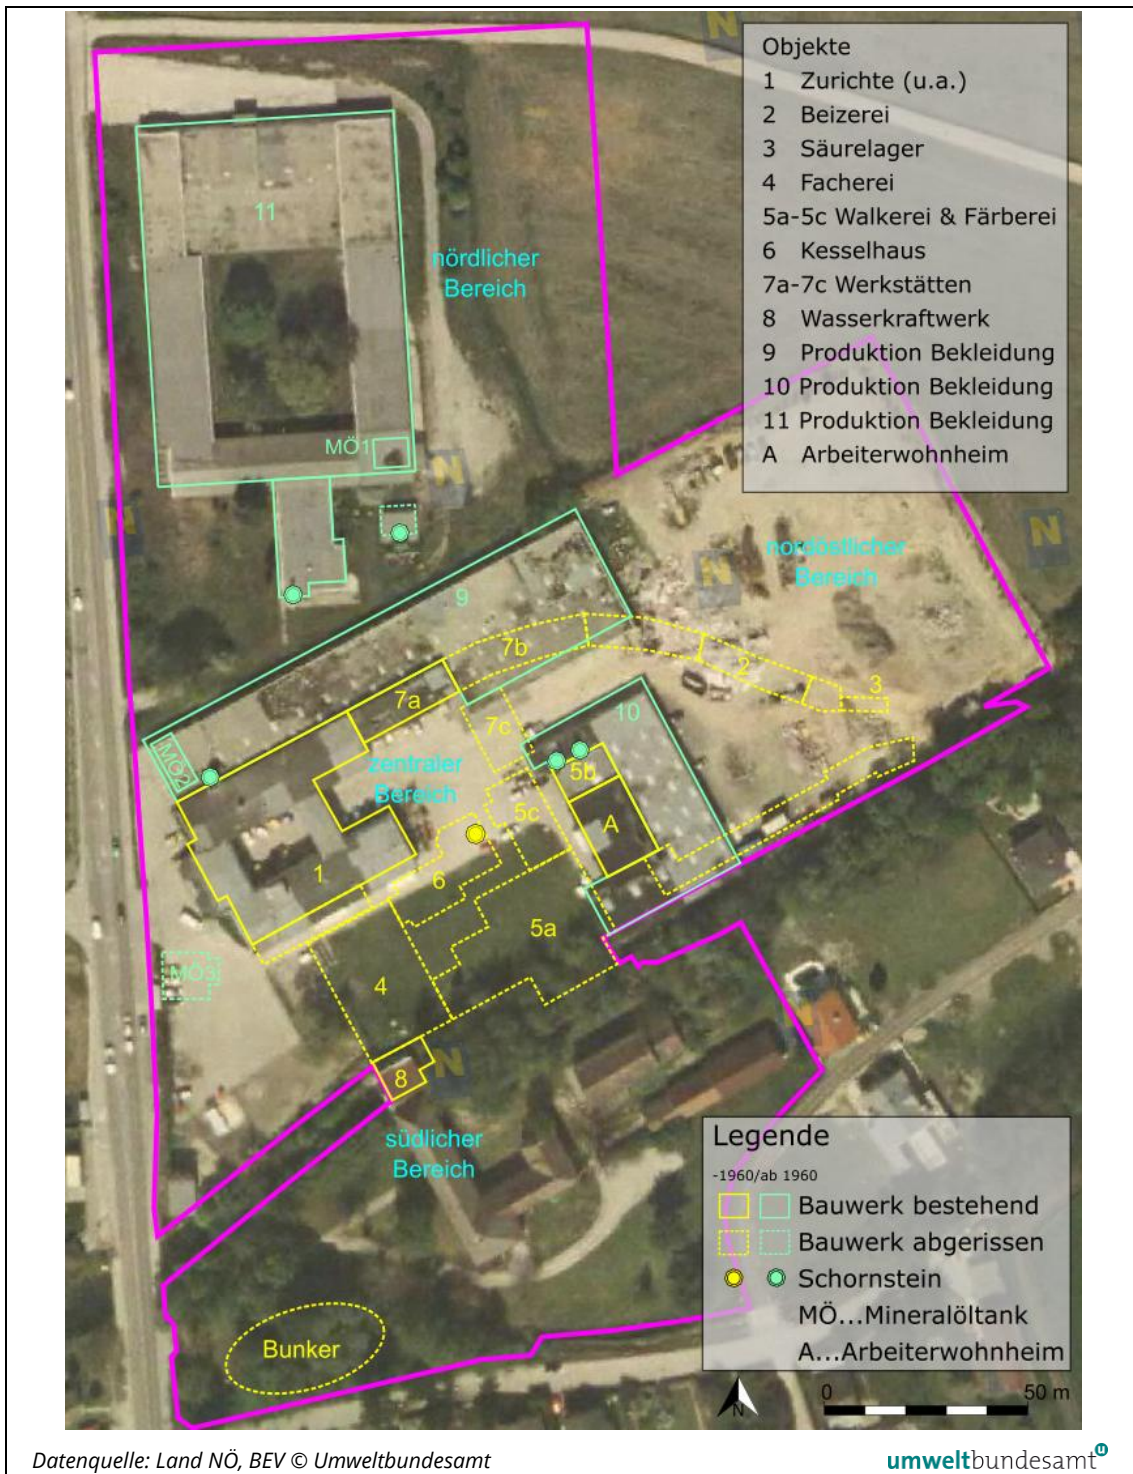 Objekte
1 Zurichte (u.a.)
2 Beizerei
3 Säurelager
4 Facherei
5a-5c Walkerei & Färberei
6 Kesselhaus
7a-7c Werkstätten
8 Wasserkraftwerk
9 Produktion Bekleidung
10 Produktion Bekleidung
11 Produktion Bekleidung
A Arbeiterwohnheim
11
nördlicher
Bereich
MÖ1
nordöstlicher
Bereich
9
7b
2
3
7a
7c
10
MÖ2
zentraler
Bereich
5b
5c
A
1
6
5a
MÖ3
4
8
südlicher
Bereich
Bunker
Legende
-1960/ab 1960
Bauwerk bestehend
Bauwerk abgerissen
Schornstein
MÖ...Mineralöltank
A...Arbeiterwohnheim
N
0 50 m
Datenquelle: Land NÖ, BEV © Umweltbundesamt
umweltbundesamt
u
N
N
N
N
N
N
N